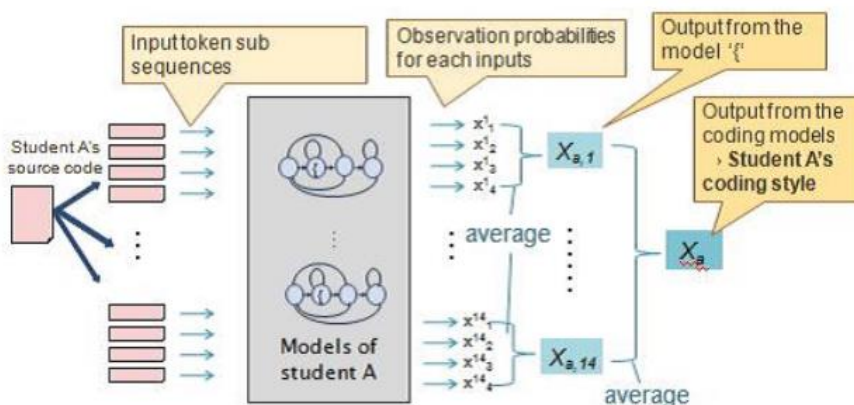 Input token sub
sequences
Observation probabilities
for each inputs
Output from the
model '{'
Output from the
coding models
› Student A's
coding style
Student A's
source code
x¹₁
x¹₂
x¹₃
x¹₄
Xₐ,₁
average
Xₐ
{
{
Models of
student A
x¹⁴₁
x¹⁴₂
x¹⁴₃
x¹⁴₄
Xₐ,₁₄
average